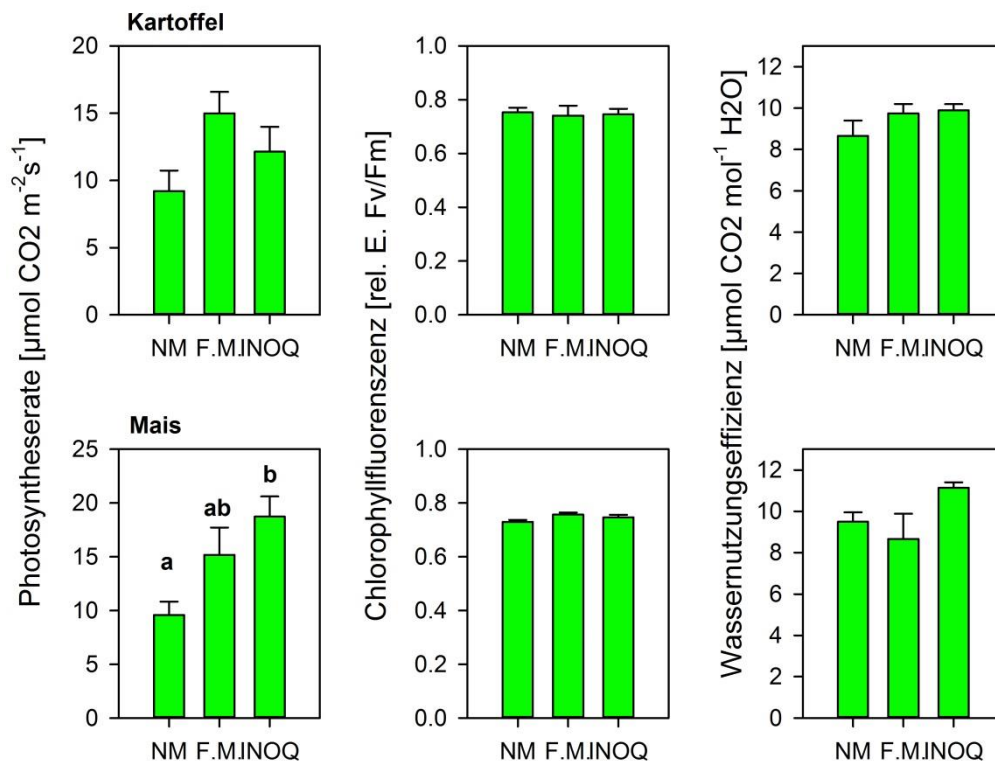 Kartoffel
Photosyntheserate [µmol CO2 m-2s-1]
20
15
10
5
0
NM F.M.INOQ
Chlorophyllfluorenszenz [rel. E. Fv/Fm]
1.0
0.8
0.6
0.4
0.2
0.0
NM F.M.INOQ
Wassernutzungseffizienz [µmol CO2 mol-1 H2O]
12
10
8
6
4
2
0
NM F.M.INOQ
Mais
25
20
15
10
5
0
a
ab
b
NM F.M.INOQ
1.0
0.8
0.6
0.4
0.2
0.0
NM F.M.INOQ
12
10
8
6
4
2
0
NM F.M.INOQ